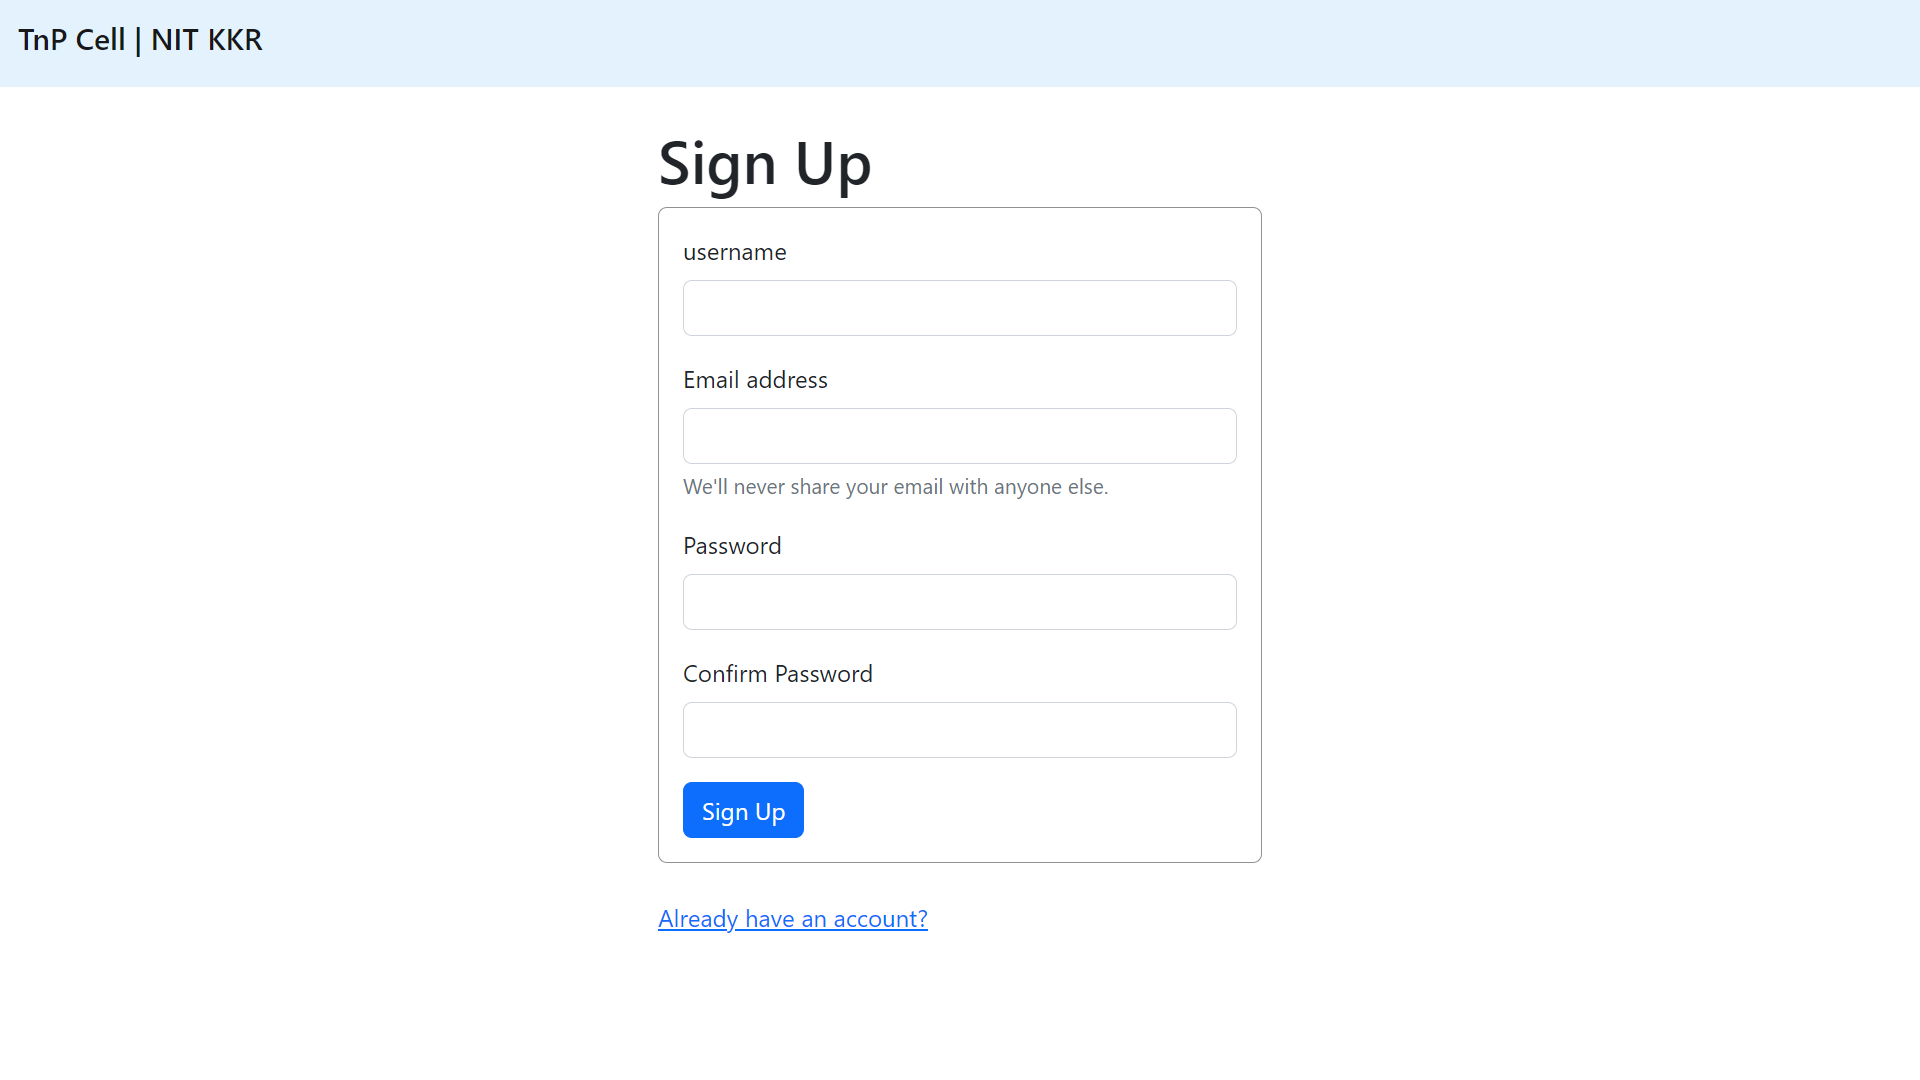 TnP Cell | NIT KKR
Sign Up
username
Email address
We'll never share your email with anyone else.
Password
Confirm Password
Sign Up
Already have an account?